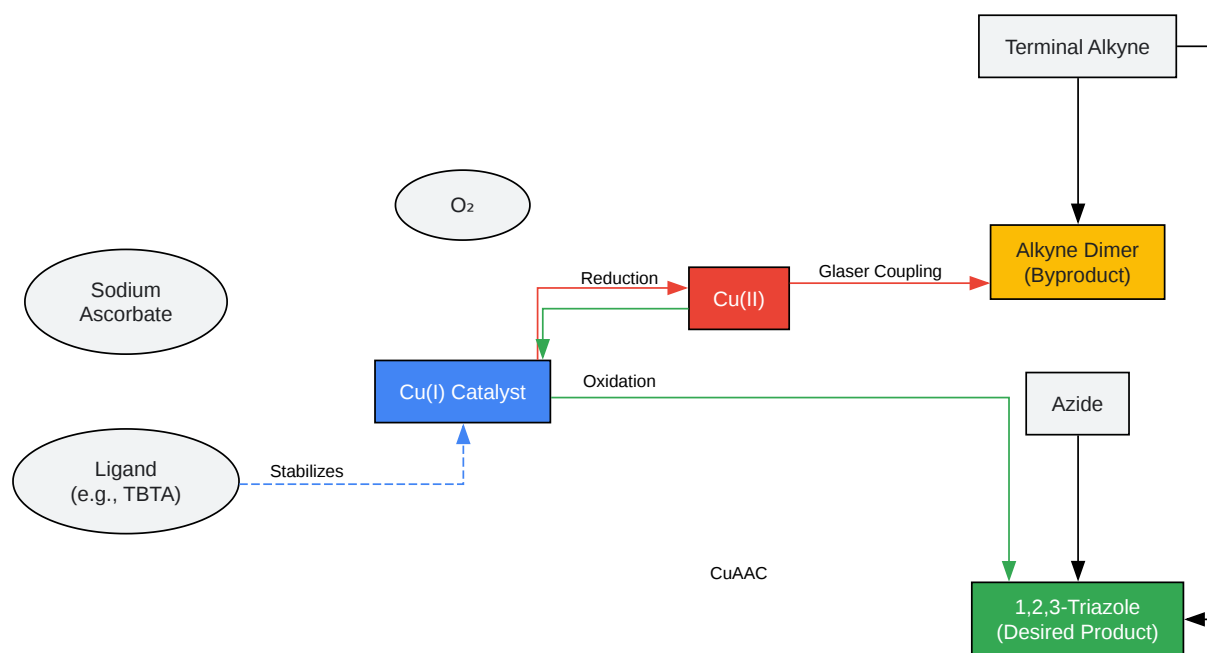 Terminal Alkyne
O₂
Sodium
Ascorbate
Reduction
Cu(II)
Glaser Coupling
Alkyne Dimer
(Byproduct)
Cu(I) Catalyst
Oxidation
Azide
Ligand
(e.g., TBTA)
Stabilizes
CuAAC
1,2,3-Triazole
(Desired Product)